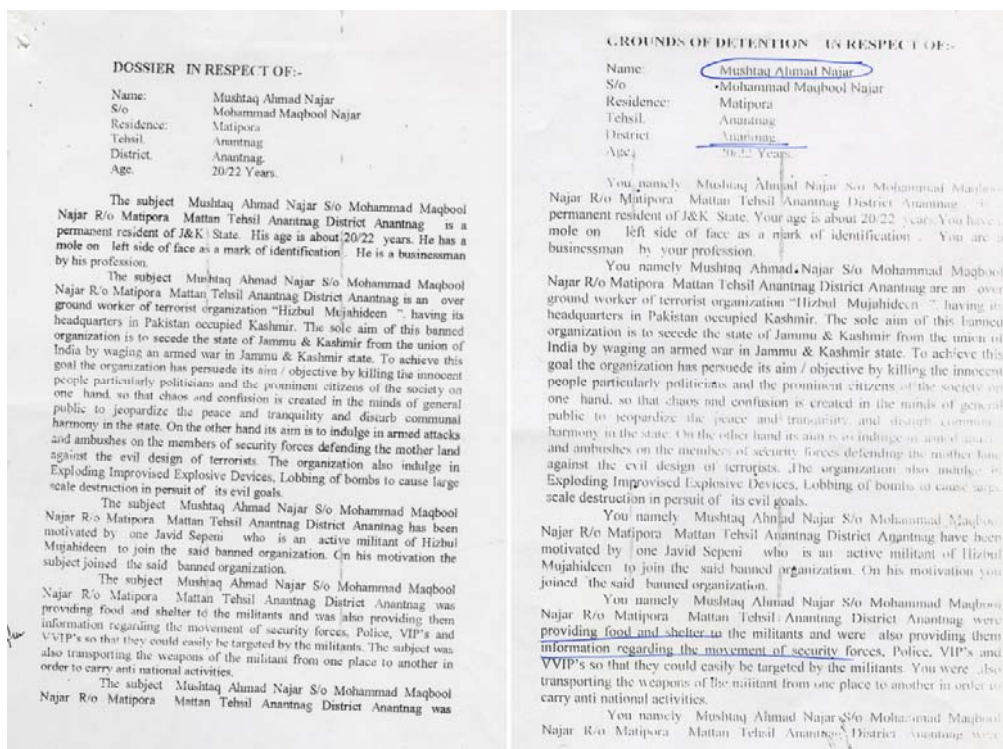 DOSSIER IN RESPECT OF:-
Name: Mushtaq Ahmad Najar
S/o Mohammad Maqbool Najar
Residence: Matipora
Tehsil. Anantnag
District. Anantnag.
Age. 20/22 Years.
The subject Mushtaq Ahmad Najar S/o Mohammad Maqbool
Najar R/o Matipora Mattan Tehsil Anantnag District Anantnag is a
permanent resident of J&K State. His age is about 20/22 years. He has a
mole on left side of face as a mark of identification . He is a businessman
by his profession.
The subject Mushtaq Ahmad Najar S/o Mohammad Maqbool
Najar R/o Matipora Mattan Tehsil Anantnag District Anantnag is an over
ground worker of terrorist organization “Hizbul Mujahideen ”. having its
headquarters in Pakistan occupied Kashmir. The sole aim of this banned
organization is to secede the state of Jammu & Kashmir from the union of
India by waging an armed war in Jammu & Kashmir state. To achieve this
goal the organization has persuede its aim / objective by killing the innocent
people particularly politicians and the prominent citizens of the society on
one hand, so that chaos and confusion is created in the minds of general
public to jeopardize the peace and tranquility and disturb communal
harmony in the state. On the other hand its aim is to indulge in armed attacks
and ambushes on the members of security forces defending the mother land
against the evil design of terrorists. The organization also indulge in
Exploding Improvised Explosive Devices, Lobbing of bombs to cause large
scale destruction in persuit of its evil goals.
The subject Mushtaq Ahmad Najar S/o Mohammad Maqbool
Najar R/o Matipora Mattan Tehsil Anantnag District Anantnag has been
motivated by one Javid Sepeni who is an active militant of Hizbul
Mujahideen to join the said banned organization. On his motivation the
subject joined the said banned organization.
The subject Mushtaq Ahmad Najar S/o Mohammad Maqbool
Najar R/o Matipora Mattan Tehsil Anantnag District Anantnag was
providing food and shelter to the militants and was also providing them
information regarding the movement of security forces, Police, VIP's and
VVIP's so that they could easily be targeted by the militants. The subject was
also transporting the weapons of the militant from one place to another in
order to carry anti national activities.
The subject Mushtaq Ahmad Najar S/o Mohammad Maqbool
Najar R/o Matipora Mattan Tehsil Anantnag District Anantnag was
GROUNDS OF DETENTION IN RESPECT OF:-
Name: Mushtaq Ahmad Najar
S/o Mohammad Maqbool Najar
Residence: Matipora
Tehsil. Anantnag
District Anantnag
Age. 20/22 Years.
You namely Mushtaq Ahmad Najar S/o Mohammad Maqbool
Najar R/o Matipora Mattan Tehsil Anantnag District Anantnag
permanent resident of J&K State. Your age is about 20/22 years. You have a
mole on left side of face as a mark of identification . You are a
businessman by your profession.
You namely Mushtaq Ahmad Najar S/o Mohammad Maqbool
Najar R/o Matipora Mattan Tehsil Anantnag District Anantnag are an over
ground worker of terrorist organization “Hizbul Mujahideen ”. having its
headquarters in Pakistan occupied Kashmir. The sole aim of this banned
organization is to secede the state of Jammu & Kashmir from the union of
India by waging an armed war in Jammu & Kashmir state. To achieve this
goal the organization has persuede its aim / objective by killing the innocent
people particularly politicians and the prominent citizens of the society on
one hand, so that chaos and confusion is created in the minds of general
public to jeopardize the peace and tranquility and disturb
harmony in the state. On the other hand its aim is to indulge in armed
and ambushes on the members of security forces defending the mother land
against the evil design of terrorists. The organization also indulge in
Exploding Improvised Explosive Devices, Lobbing of bombs to cause large
scale destruction in persuit of its evil goals.
You namely Mushtaq Ahmad Najar S/o Mohammad Maqbool
Najar R/o Matipora Mattan Tehsil Anantnag District Anantnag have been
motivated by one Javid Sepeni who is an active militant of Hizbul
Mujahideen to join the said banned organization. On his motivation you
joined the said banned organization.
You namely Mushtaq Ahmad Najar S/o Mohammad Maqbool
Najar R/o Matipora Mattan Tehsil Anantnag District Anantnag were
providing food and shelter to the militants and were also providing them
information regarding the movement of security forces, Police, VIP's and
VVIP's so that they could easily be targeted by the militants. You were also
transporting the weapons of the militant from one place to another in order to
carry anti national activities.
You namely Mushtaq Ahmad Najar S/o Mohammad Maqbool
Najar R/o Matipora Mattan Tehsil Anantnag District Anantnag were